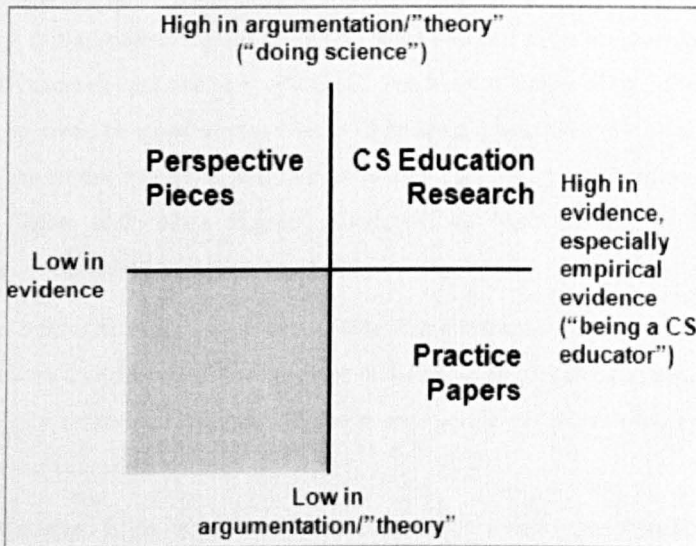 High in argumentation/"theory"
("doing science")
Perspective
Pieces
CS Education
Research
High in
evidence,
especially
empirical
evidence
("being a CS
educator")
Low in
evidence
Practice
Papers
Low in
argumentation/"theory"